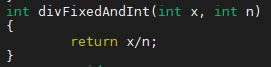 int divFixedAndInt(int x, int n)
{
        return x/n;
}